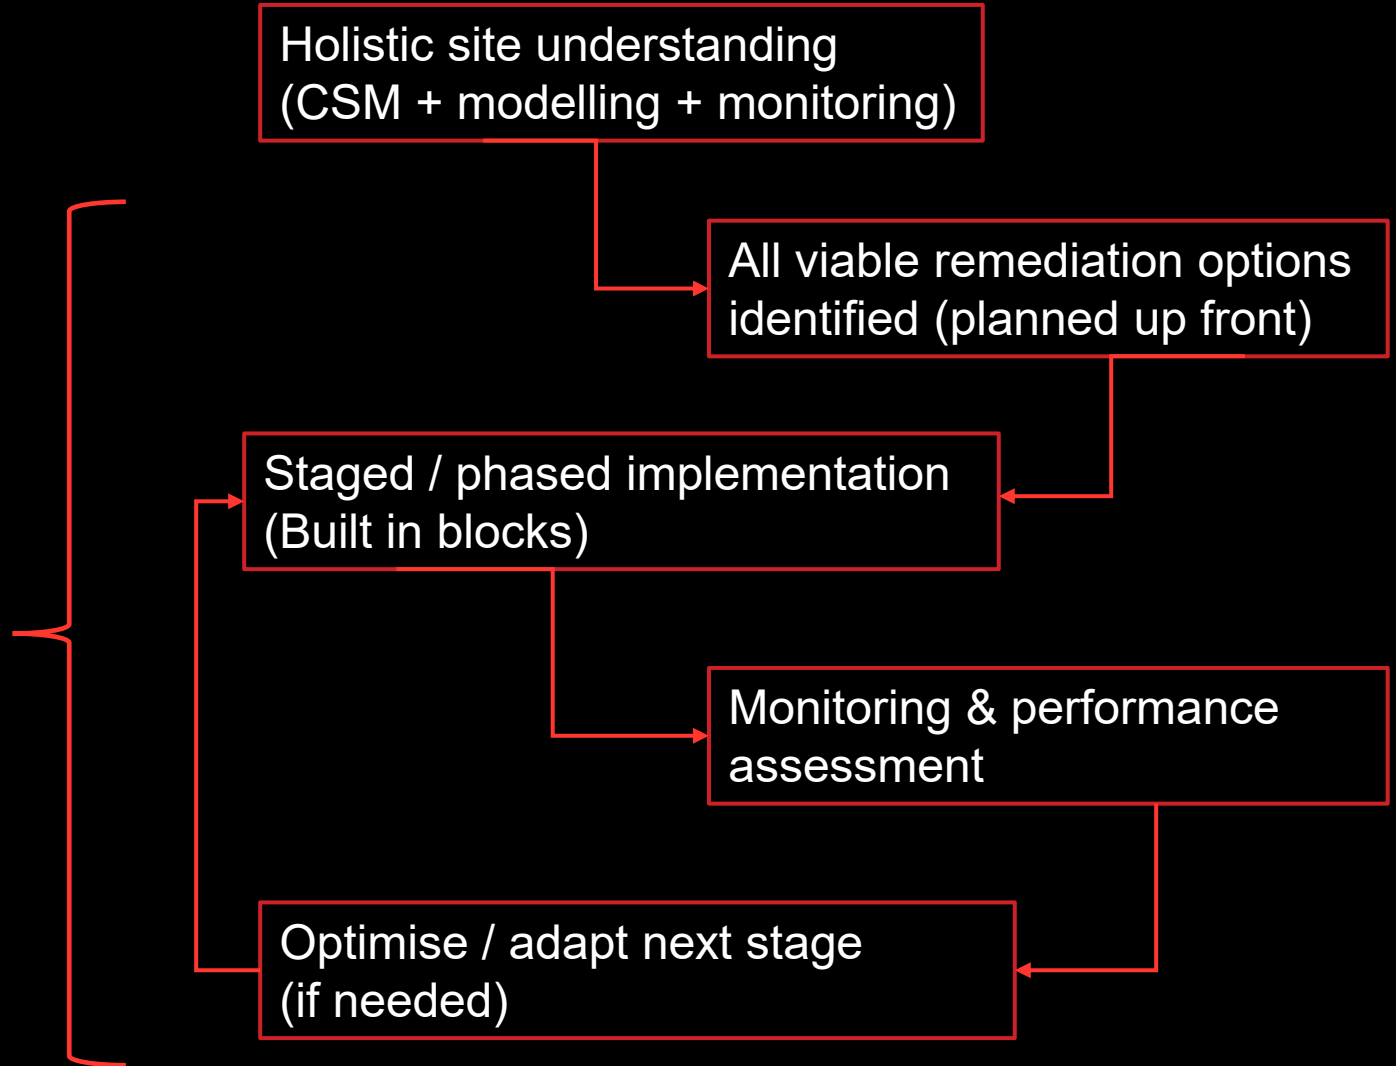 Holistic site understanding
(CSM + modelling + monitoring)
All viable remediation options
identified (planned up front)
Staged / phased implementation
(Built in blocks)
Monitoring & performance
assessment
Optimise / adapt next stage
(if needed)